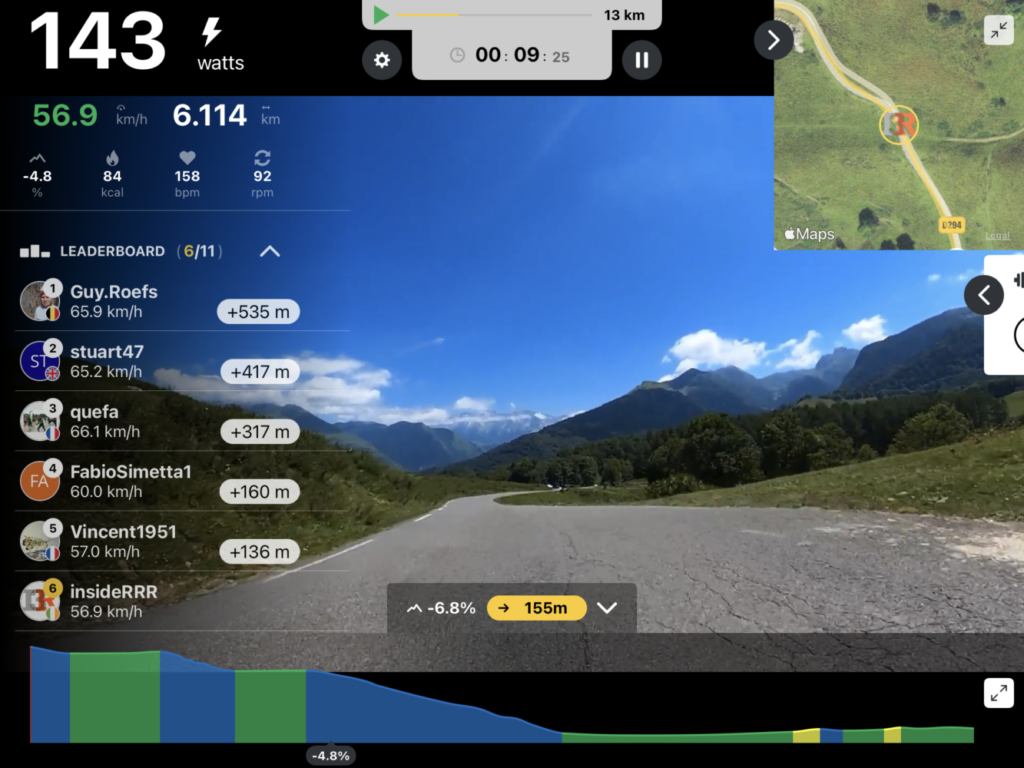 143 watts
13 km
00: 09: 25
56.9 km/h 6.114 km
-4.8 84 158 92
% kcal bpm rpm
LEADERBOARD (6/11)
1 Guy.Roefs
65.9 km/h +535 m
ST 2 stuart47
65.2 km/h +417 m
3 quefa
66.1 km/h +317 m
FA 4 FabioSimetta1
60.0 km/h +160 m
5 Vincent1951
57.0 km/h +136 m
6 insideRRR
56.9 km/h
D294
Maps Legal
-6.8% → 155m
-4.8%